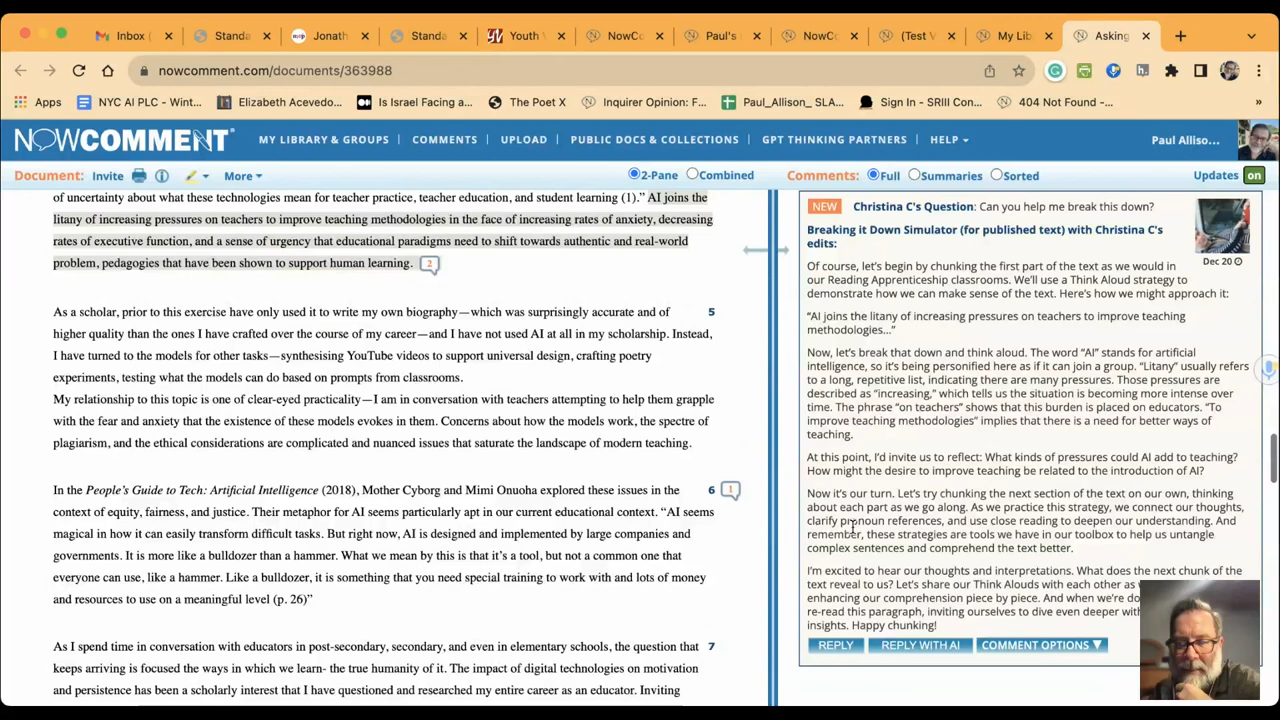 Inbox (
Standa
Jonath
Standa
Youth
NowCo
Paul's
NowCo
(Test
My Lib
Asking
nowcomment.com/documents/363988
Apps
NYC AI PLC - Wint...
Elizabeth Acevedo...
Is Israel Facing a...
The Poet X
Inquirer Opinion: F...
Paul_Allison_ SLA...
Sign In - SRIII Con...
404 Not Found -...
»
NOWCOMMENT®
MY LIBRARY & GROUPS
COMMENTS
UPLOAD
PUBLIC DOCS & COLLECTIONS
GPT THINKING PARTNERS
HELP
Paul Alliso...
Document: Invite
More
2-Pane
Combined
Comments:
Full
Summaries
Sorted
Updates on
of uncertainty about what these technologies mean for teacher practice, teacher education, and student learning (1).” AI joins the
litany of increasing pressures on teachers to improve teaching methodologies in the face of increasing rates of anxiety, decreasing
rates of executive function, and a sense of urgency that educational paradigms need to shift towards authentic and real-world
problem, pedagogies that have been shown to support human learning. 2
As a scholar, prior to this exercise have only used it to write my own biography—which was surprisingly accurate and of 5
higher quality than the ones I have crafted over the course of my career—and I have not used AI at all in my scholarship. Instead,
I have turned to the models for other tasks—synthesising YouTube videos to support universal design, crafting poetry
experiments, testing what the models can do based on prompts from classrooms.
My relationship to this topic is one of clear-eyed practicality—I am in conversation with teachers attempting to help them grapple
with the fear and anxiety that the existence of these models evokes in them. Concerns about how the models work, the spectre of
plagiarism, and the ethical considerations are complicated and nuanced issues that saturate the landscape of modern teaching.
In the People's Guide to Tech: Artificial Intelligence (2018), Mother Cyborg and Mimi Onuoha explored these issues in the 6 1
context of equity, fairness, and justice. Their metaphor for AI seems particularly apt in our current educational context. “AI seems
magical in how it can easily transform difficult tasks. But right now, AI is designed and implemented by large companies and
governments. It is more like a bulldozer than a hammer. What we mean by this is that it's a tool, but not a common one that
everyone can use, like a hammer. Like a bulldozer, it is something that you need special training to work with and lots of money
and resources to use on a meaningful level (p. 26)”
As I spend time in conversation with educators in post-secondary, secondary, and even in elementary schools, the question that 7
keeps arriving is focused the ways in which we learn- the true humanity of it. The impact of digital technologies on motivation
and persistence has been a scholarly interest that I have questioned and researched my entire career as an educator. Inviting
NEW Christina C's Question: Can you help me break this down?
Breaking it Down Simulator (for published text) with Christina C's
edits:
Dec 20
Of course, let's begin by chunking the first part of the text as we would in
our Reading Apprenticeship classrooms. We'll use a Think Aloud strategy to
demonstrate how we can make sense of the text. Here's how we might approach it:
“AI joins the litany of increasing pressures on teachers to improve teaching
methodologies...”
Now, let's break that down and think aloud. The word “AI” stands for artificial
intelligence, so it's being personified here as if it can join a group. “Litany” usually refers
to a long, repetitive list, indicating there are many pressures. Those pressures are
described as “increasing,” which tells us the situation is becoming more intense over
time. The phrase “on teachers” shows that this burden is placed on educators. “To
improve teaching methodologies” implies that there is a need for better ways of
teaching.
At this point, I'd invite us to reflect: What kinds of pressures could AI add to teaching?
How might the desire to improve teaching be related to the introduction of AI?
Now it's our turn. Let's try chunking the next section of the text on our own, thinking
about each part as we go along. As we practice this strategy, we connect our thoughts,
clarify pronoun references, and use close reading to deepen our understanding. And
remember, these strategies are tools we have in our toolbox to help us untangle
complex sentences and comprehend the text better.
I'm excited to hear our thoughts and interpretations. What does the next chunk of the
text reveal to us? Let's share our Think Alouds with each other as
enhancing our comprehension piece by piece. And when we're do
re-read this paragraph, inviting ourselves to dive even deeper with
insights. Happy chunking!
REPLY
REPLY WITH AI
COMMENT OPTIONS ▼